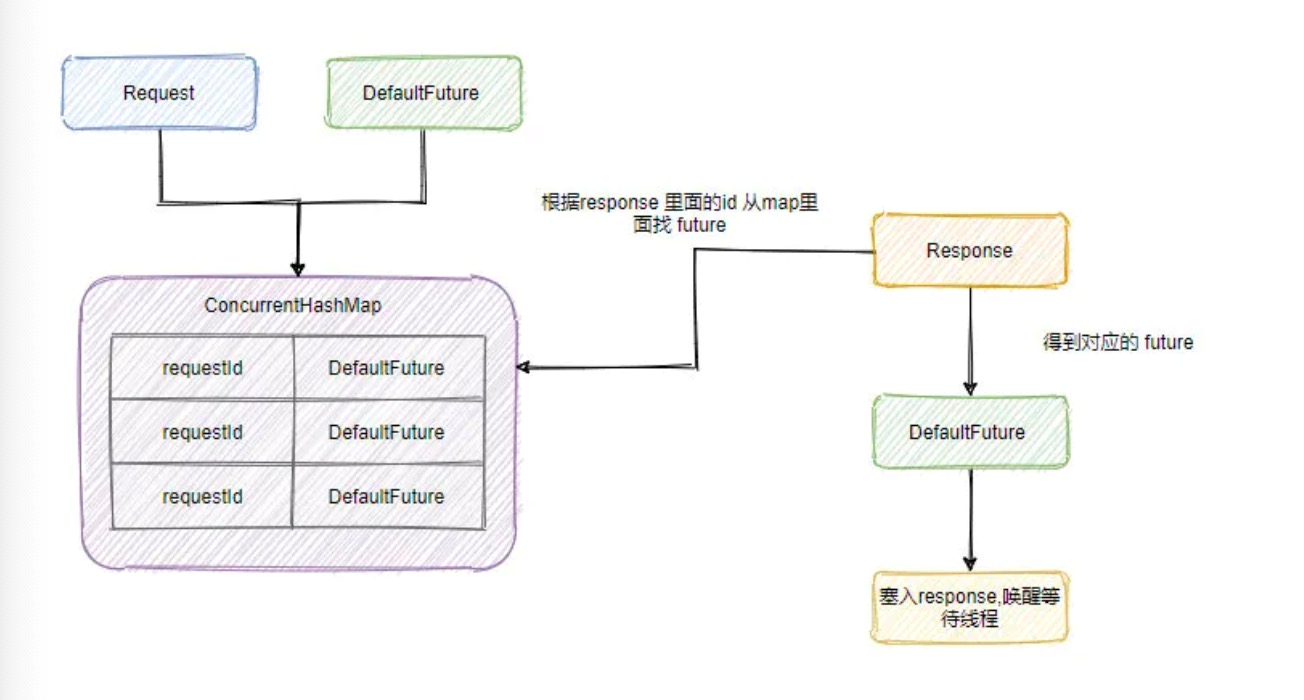 Request
DefaultFuture
根据response 里面的id 从map里
面找 future
Response
ConcurrentHashMap
requestId
DefaultFuture
requestId
DefaultFuture
requestId
DefaultFuture
得到对应的 future
DefaultFuture
塞入response,唤醒等
待线程